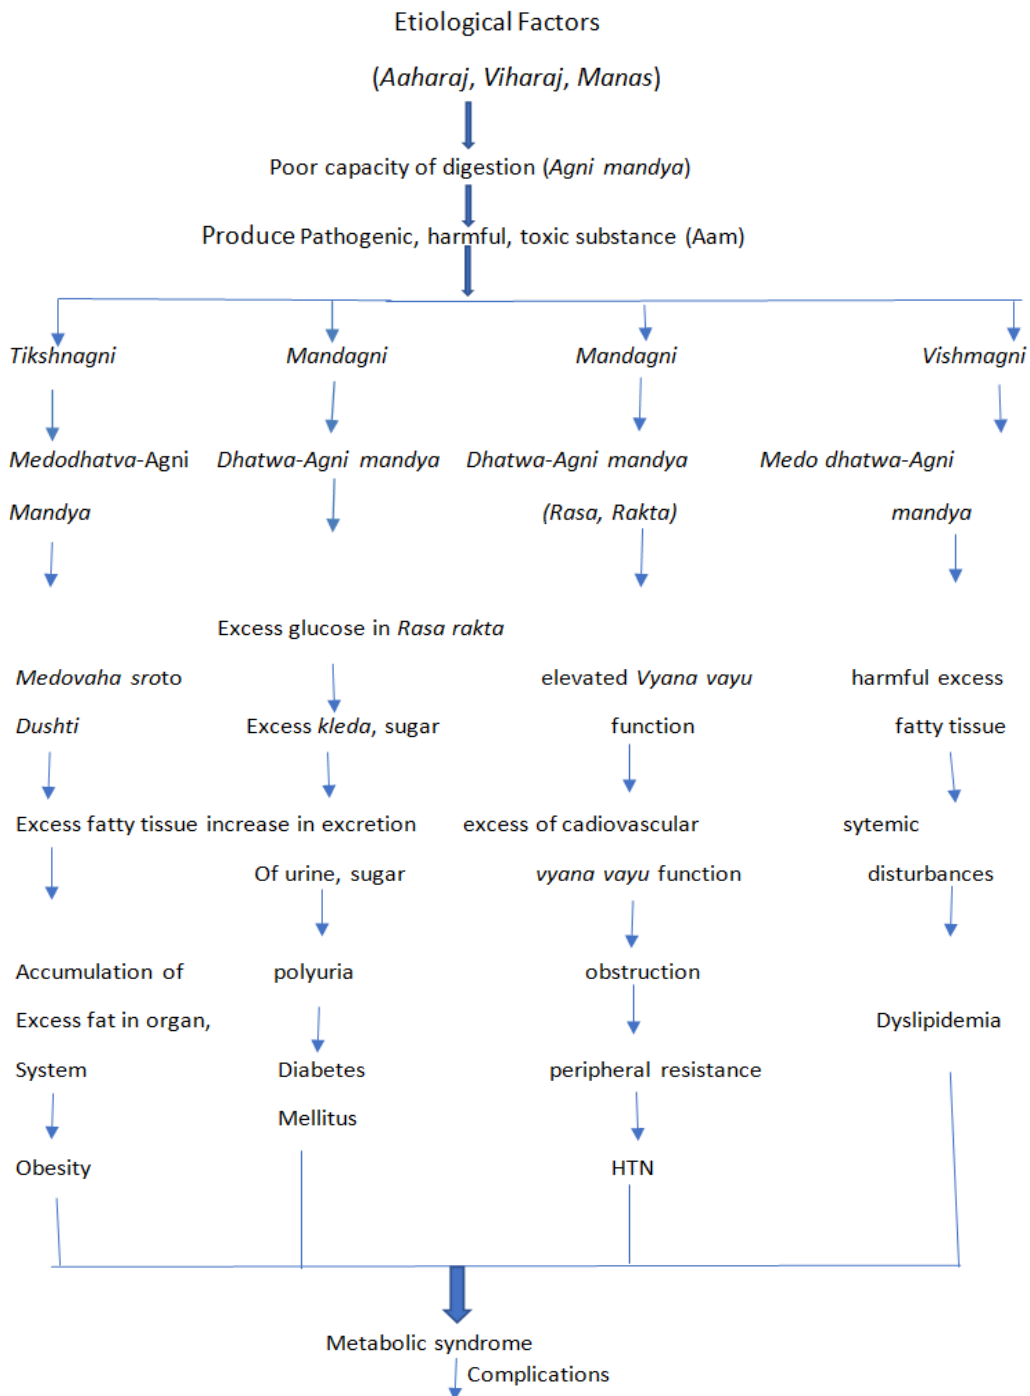 Etiological Factors
(Aaharaj, Viharaj, Manas)
Poor capacity of digestion (Agni mandya)
Produce Pathogenic, harmful, toxic substance (Aam)
Tikshnagni Mandagni Mandagni Vishmagni
Medodhatva-Agni Dhatwa-Agni mandya Dhatwa-Agni mandya Medo dhatwa-Agni
Mandya (Rasa, Rakta) mandya
Excess glucose in Rasa rakta
Medovaha sroto elevated Vyana vayu harmful excess
Dushti Excess kleda, sugar function fatty tissue
Excess fatty tissue increase in excretion excess of cadiovascular sytemic
Of urine, sugar vyana vayu function disturbances
Accumulation of polyuria obstruction
Excess fat in organ, Dyslipidemia
System Diabetes peripheral resistance
Mellitus
Obesity HTN
Metabolic syndrome
Complications